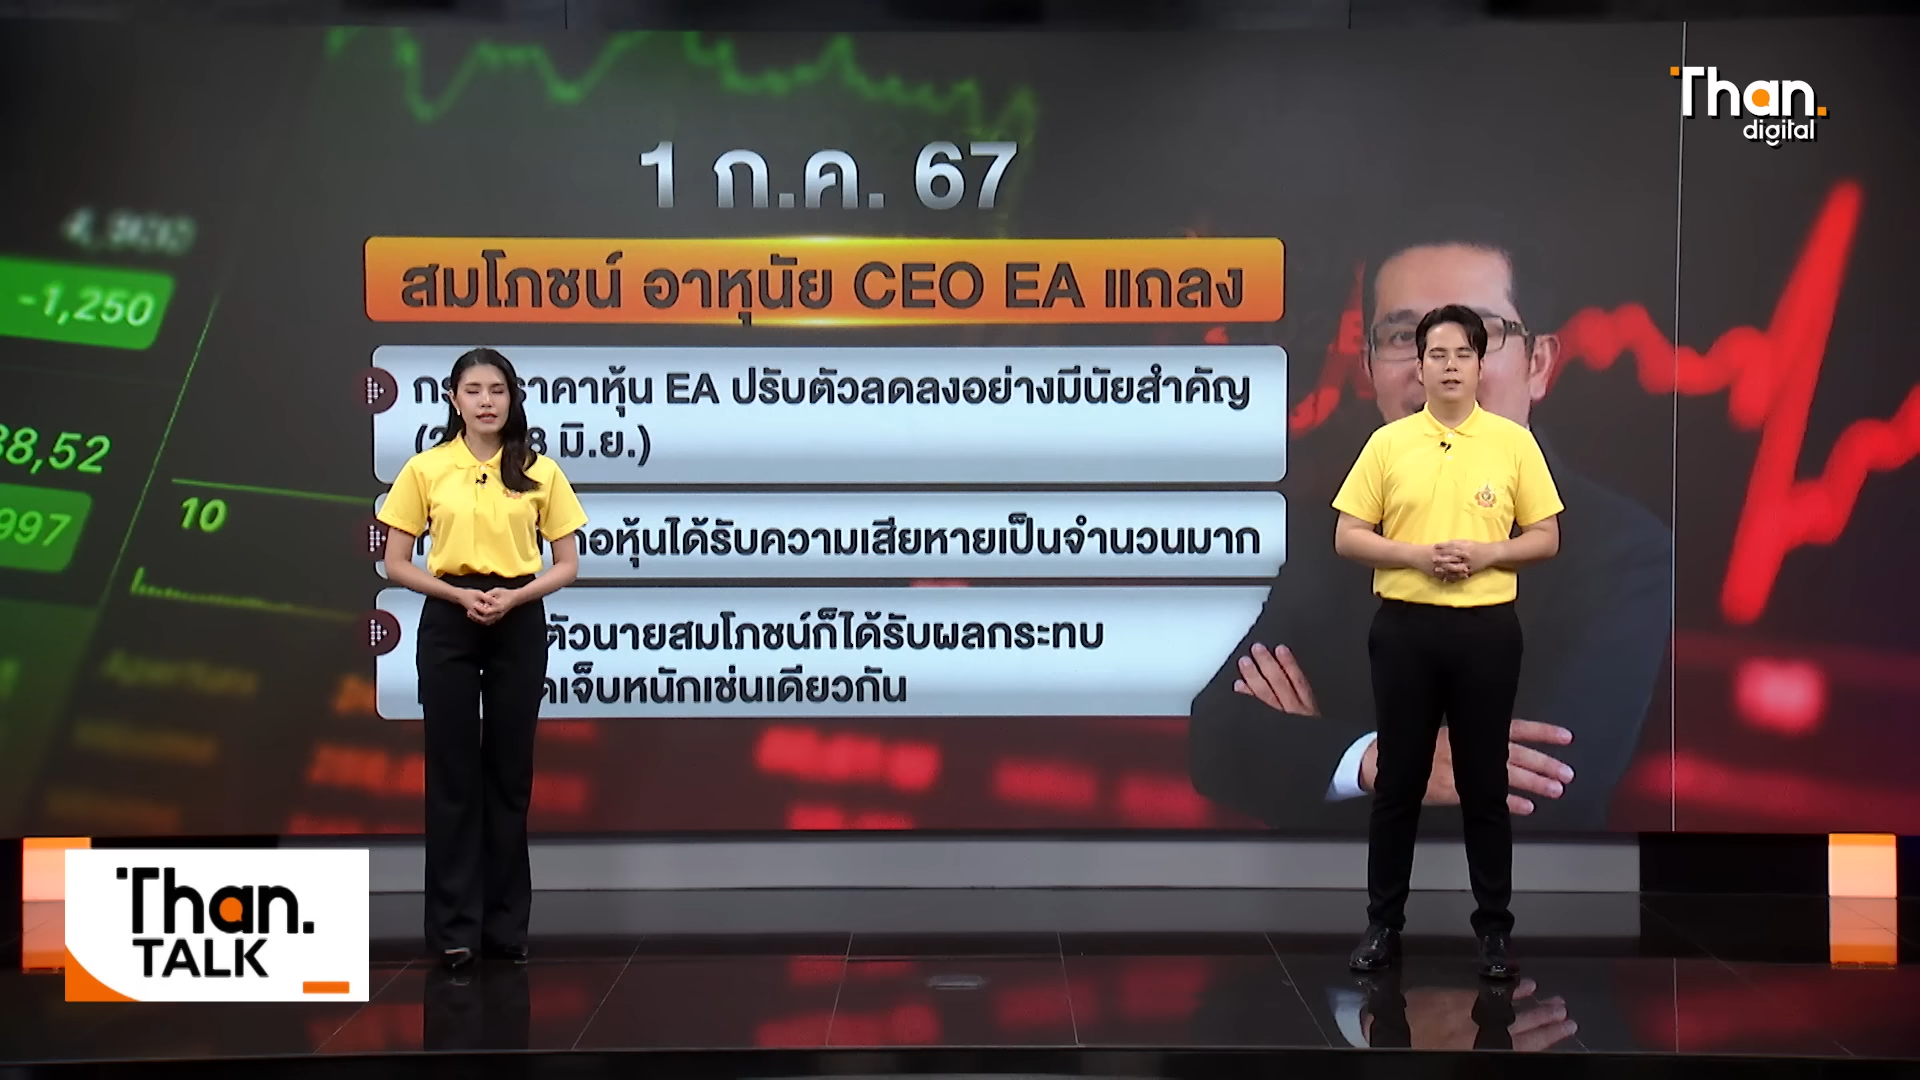 Than.
digital
1 ก.ค. 67
สมโภชน์ อาหุนัย CEO EA แถลง
ราคาหุ้น EA ปรับตัวลดลงอย่างมีนัยสำคัญ
มิ.ย.)
หุ้นได้รับความเสียหายเป็นจำนวนมาก
ตัวนายสมโภชน์ก็ได้รับผลกระทบ
เจ็บหนักเช่นเดียวกัน
-1,250
38,52
997
10
Than.
TALK